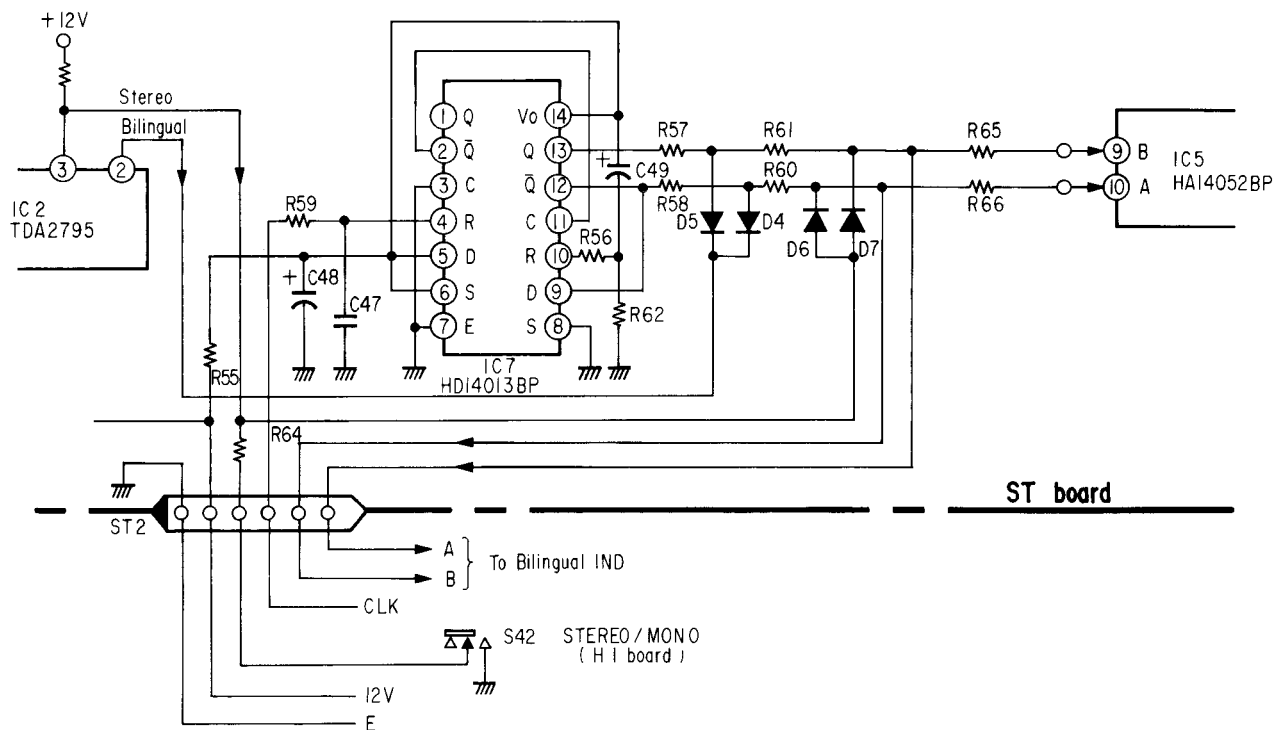 +12V
Stereo
Bilingual
3
2
IC2
TDA2795
1 Q
2 Q̄
3 C
4 R
5 D
6 S
7 E
Vo 14
Q 13
Q̄ 12
C 11
R 10
D 9
S 8
IC7
HD14013BP
R59
+
C48
C47
R55
R64
+
C49
R56
R62
R57
R58
R61
R60
D5
D4
D6
D7
R65
R66
9 B
10 A
IC5
HA14052BP
ST board
ST2
A
B
To Bilingual IND
CLK
S42 STEREO/MONO
(HI board)
12V
E